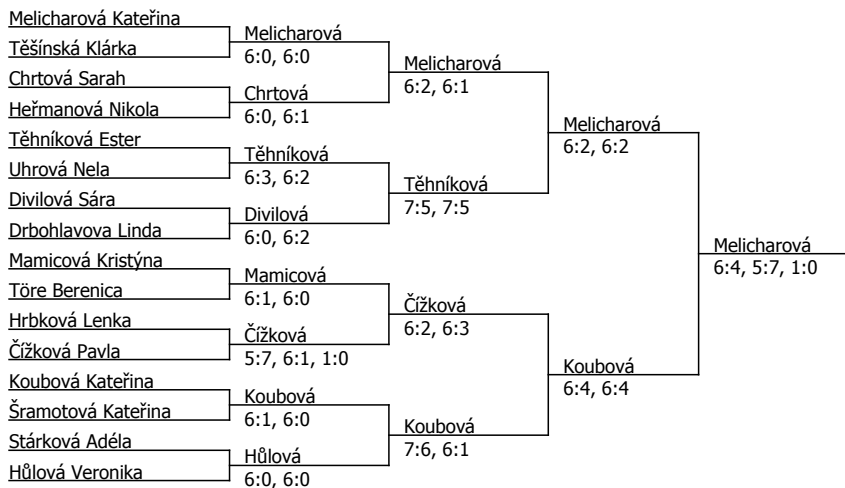 Melicharová Kateřina
Těšínská Klárka
Chrtová Sarah
Heřmanová Nikola
Těhníková Ester
Uhrová Nela
Divilová Sára
Drbohlavova Linda
Mamicová Kristýna
Töre Berenica
Hrbková Lenka
Čížková Pavla
Koubová Kateřina
Šramotová Kateřina
Stárková Adéla
Hůlová Veronika
Melicharová
6:0, 6:0
Chrtová
6:0, 6:1
Těhníková
6:3, 6:2
Divilová
6:0, 6:2
Mamicová
6:1, 6:0
Čížková
5:7, 6:1, 1:0
Koubová
6:1, 6:0
Hůlová
6:0, 6:0
Melicharová
6:2, 6:1
Těhníková
7:5, 7:5
Čížková
6:2, 6:3
Koubová
7:6, 6:1
Melicharová
6:2, 6:2
Koubová
6:4, 6:4
Melicharová
6:4, 5:7, 1:0